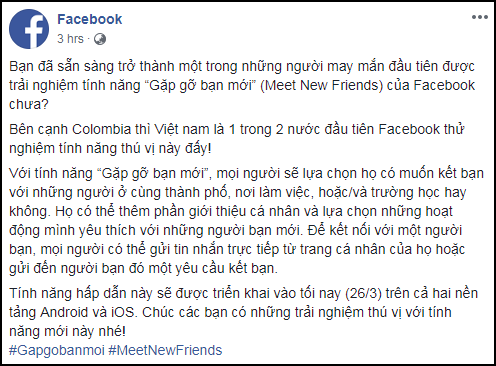 Facebook
3 hrs ·
Bạn đã sẵn sàng trở thành một trong những người may mắn đầu tiên được
trải nghiệm tính năng “Gặp gỡ bạn mới” (Meet New Friends) của Facebook
chưa?
Bên cạnh Colombia thì Việt nam là 1 trong 2 nước đầu tiên Facebook thử
nghiệm tính năng thú vị này đấy!
Với tính năng “Gặp gỡ bạn mới”, mọi người sẽ lựa chọn họ có muốn kết bạn
với những người ở cùng thành phố, nơi làm việc, hoặc/và trường học hay
không. Họ có thể thêm phần giới thiệu cá nhân và lựa chọn những hoạt
động mình yêu thích với những người bạn mới. Để kết nối với một người
bạn, mọi người có thể gửi tin nhắn trực tiếp từ trang cá nhân của họ hoặc
gửi đến người bạn đó một yêu cầu kết bạn.
Tính năng hấp dẫn này sẽ được triển khai vào tối nay (26/3) trên cả hai nền
tảng Android và iOS. Chúc các bạn có những trải nghiệm thú vị với tính
năng mới này nhé!
#Gapgobanmoi #MeetNewFriends